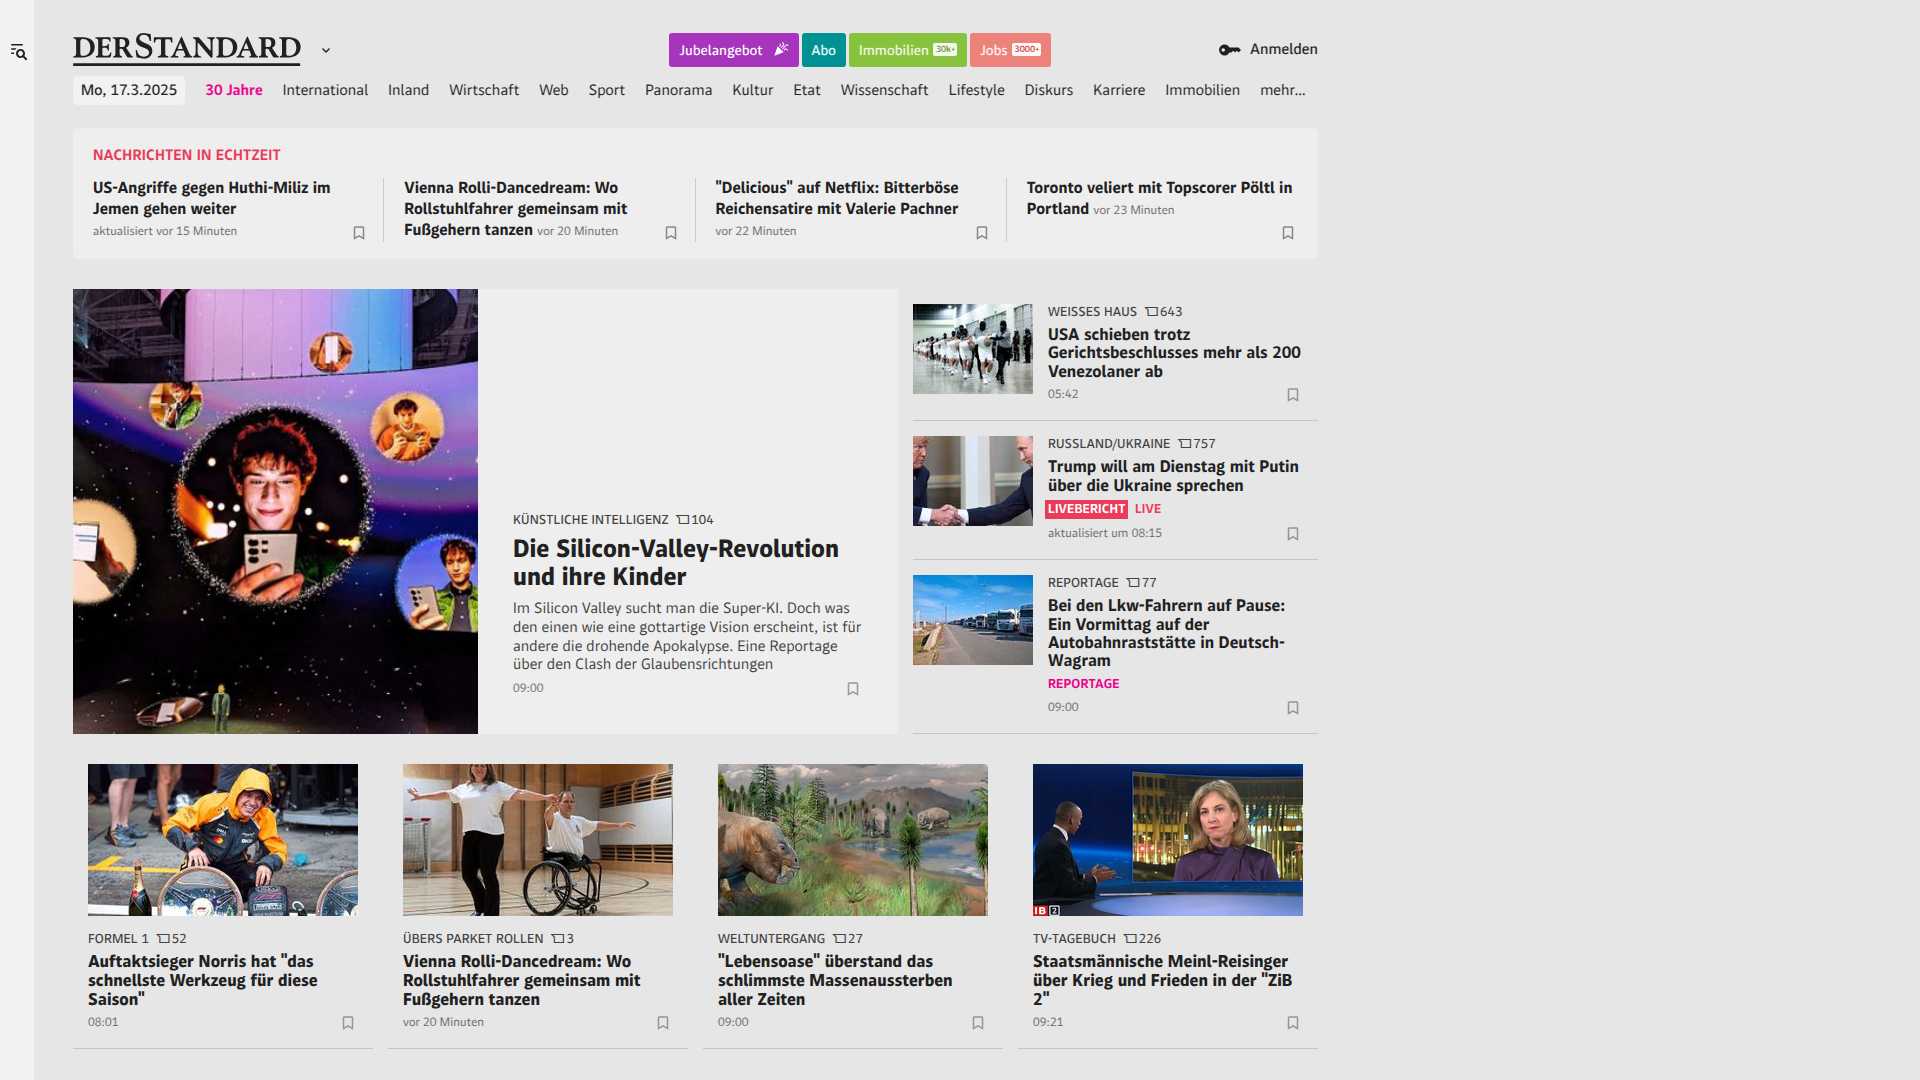 DERSTANDARD
Jubelangebot
Abo
Immobilien 30k+
Jobs 3000+
Anmelden
Mo, 17.3.2025 30 Jahre International Inland Wirtschaft Web Sport Panorama Kultur Etat Wissenschaft Lifestyle Diskurs Karriere Immobilien mehr...
NACHRICHTEN IN ECHTZEIT
US-Angriffe gegen Huthi-Miliz im
Jemen gehen weiter
aktualisiert vor 15 Minuten
Vienna Rolli-Dancedream: Wo
Rollstuhlfahrer gemeinsam mit
Fußgehern tanzen vor 20 Minuten
"Delicious" auf Netflix: Bitterböse
Reichensatire mit Valerie Pachner
vor 22 Minuten
Toronto veliert mit Topscorer Pöltl in
Portland vor 23 Minuten
KÜNSTLICHE INTELLIGENZ 104
Die Silicon-Valley-Revolution
und ihre Kinder
Im Silicon Valley sucht man die Super-KI. Doch was
den einen wie eine gottartige Vision erscheint, ist für
andere die drohende Apokalypse. Eine Reportage
über den Clash der Glaubensrichtungen
09:00
WEISSES HAUS 643
USA schieben trotz
Gerichtsbeschlusses mehr als 200
Venezolaner ab
05:42
RUSSLAND/UKRAINE 757
Trump will am Dienstag mit Putin
über die Ukraine sprechen
LIVEBERICHT LIVE
aktualisiert um 08:15
REPORTAGE 77
Bei den Lkw-Fahrern auf Pause:
Ein Vormittag auf der
Autobahnraststätte in Deutsch-
Wagram
REPORTAGE
09:00
FORMEL 1 52
Auftaktsieger Norris hat "das
schnellste Werkzeug für diese
Saison"
08:01
ÜBERS PARKET ROLLEN 3
Vienna Rolli-Dancedream: Wo
Rollstuhlfahrer gemeinsam mit
Fußgehern tanzen
vor 20 Minuten
WELTUNTERGANG 27
"Lebensoase" überstand das
schlimmste Massenaussterben
aller Zeiten
09:00
IB 2
TV-TAGEBUCH 226
Staatsmännische Meinl-Reisinger
über Krieg und Frieden in der "ZiB
2"
09:21